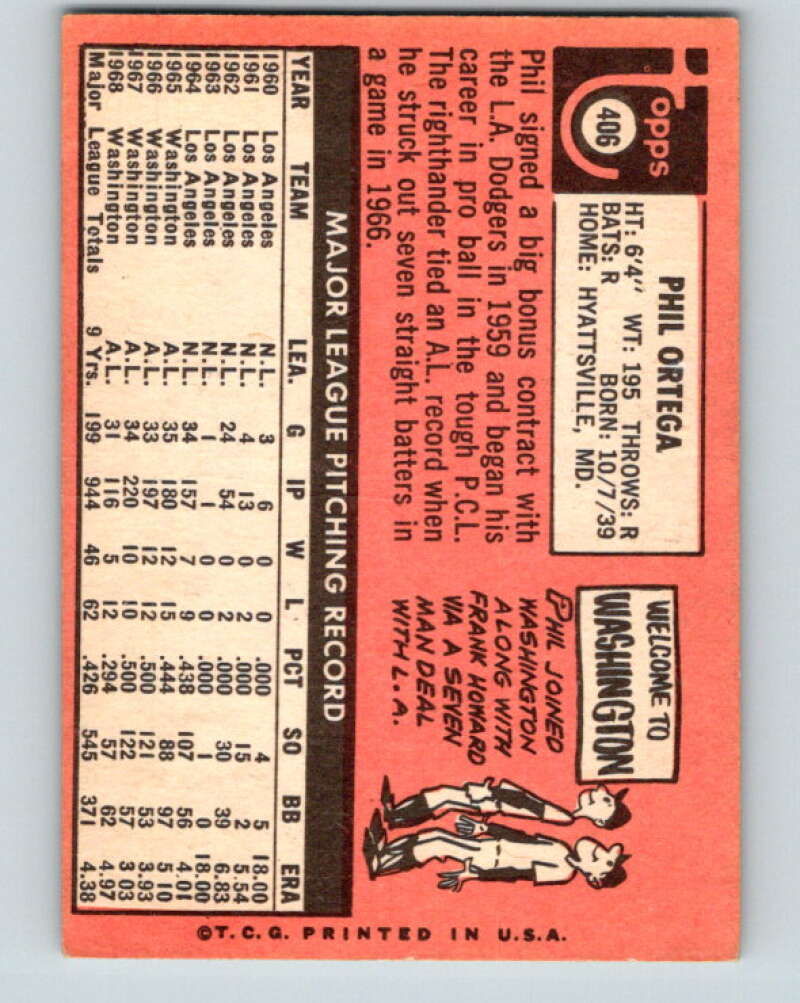 Topps
406
PHIL ORTEGA
HT: 6'4" WT: 195 THROWS: R
BATS: R BORN: 10/7/39
HOME: HYATTSVILLE, MD.
Phil signed a big bonus contract with
the L.A. Dodgers in 1959 and began his
career in pro ball in the tough P.C.L.
The righthander tied an A.L. record when
he struck out seven straight batters in
a game in 1966.
WELCOME TO
WASHINGTON
PHIL JOINED
WASHINGTON
ALONG WITH
FRANK HOWARD
VIA A SEVEN
MAN DEAL
WITH L.A.
MAJOR LEAGUE PITCHING RECORD
YEAR TEAM LEA. G IP W L PCT SO BB ERA
1960 Los Angeles N.L. 3 6 0 0 .000 4 5 18.00
1961 Los Angeles N.L. 4 13 0 2 .000 15 2 5.54
1962 Los Angeles N.L. 24 54 0 2 .000 30 39 6.83
1963 Los Angeles N.L. 1 1 0 0 .000 1 0 18.00
1964 Los Angeles N.L. 34 157 7 9 .438 107 56 4.01
1965 Washington A.L. 35 180 12 15 .444 88 97 5.10
1966 Washington A.L. 33 197 12 12 .500 121 53 3.93
1967 Washington A.L. 34 220 10 10 .500 122 57 3.03
1968 Washington A.L. 31 116 5 12 .294 57 62 4.97
Major League Totals 9 Yrs. 199 944 46 62 .426 545 371 4.38
©T.C.G. PRINTED IN U.S.A.